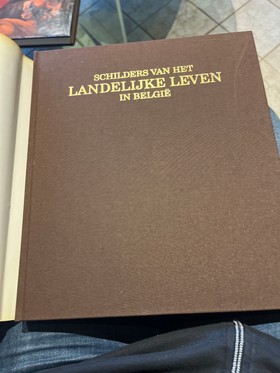 SCHILDERS VAN HET
LANDELIJKE LEVEN
IN BELGIË